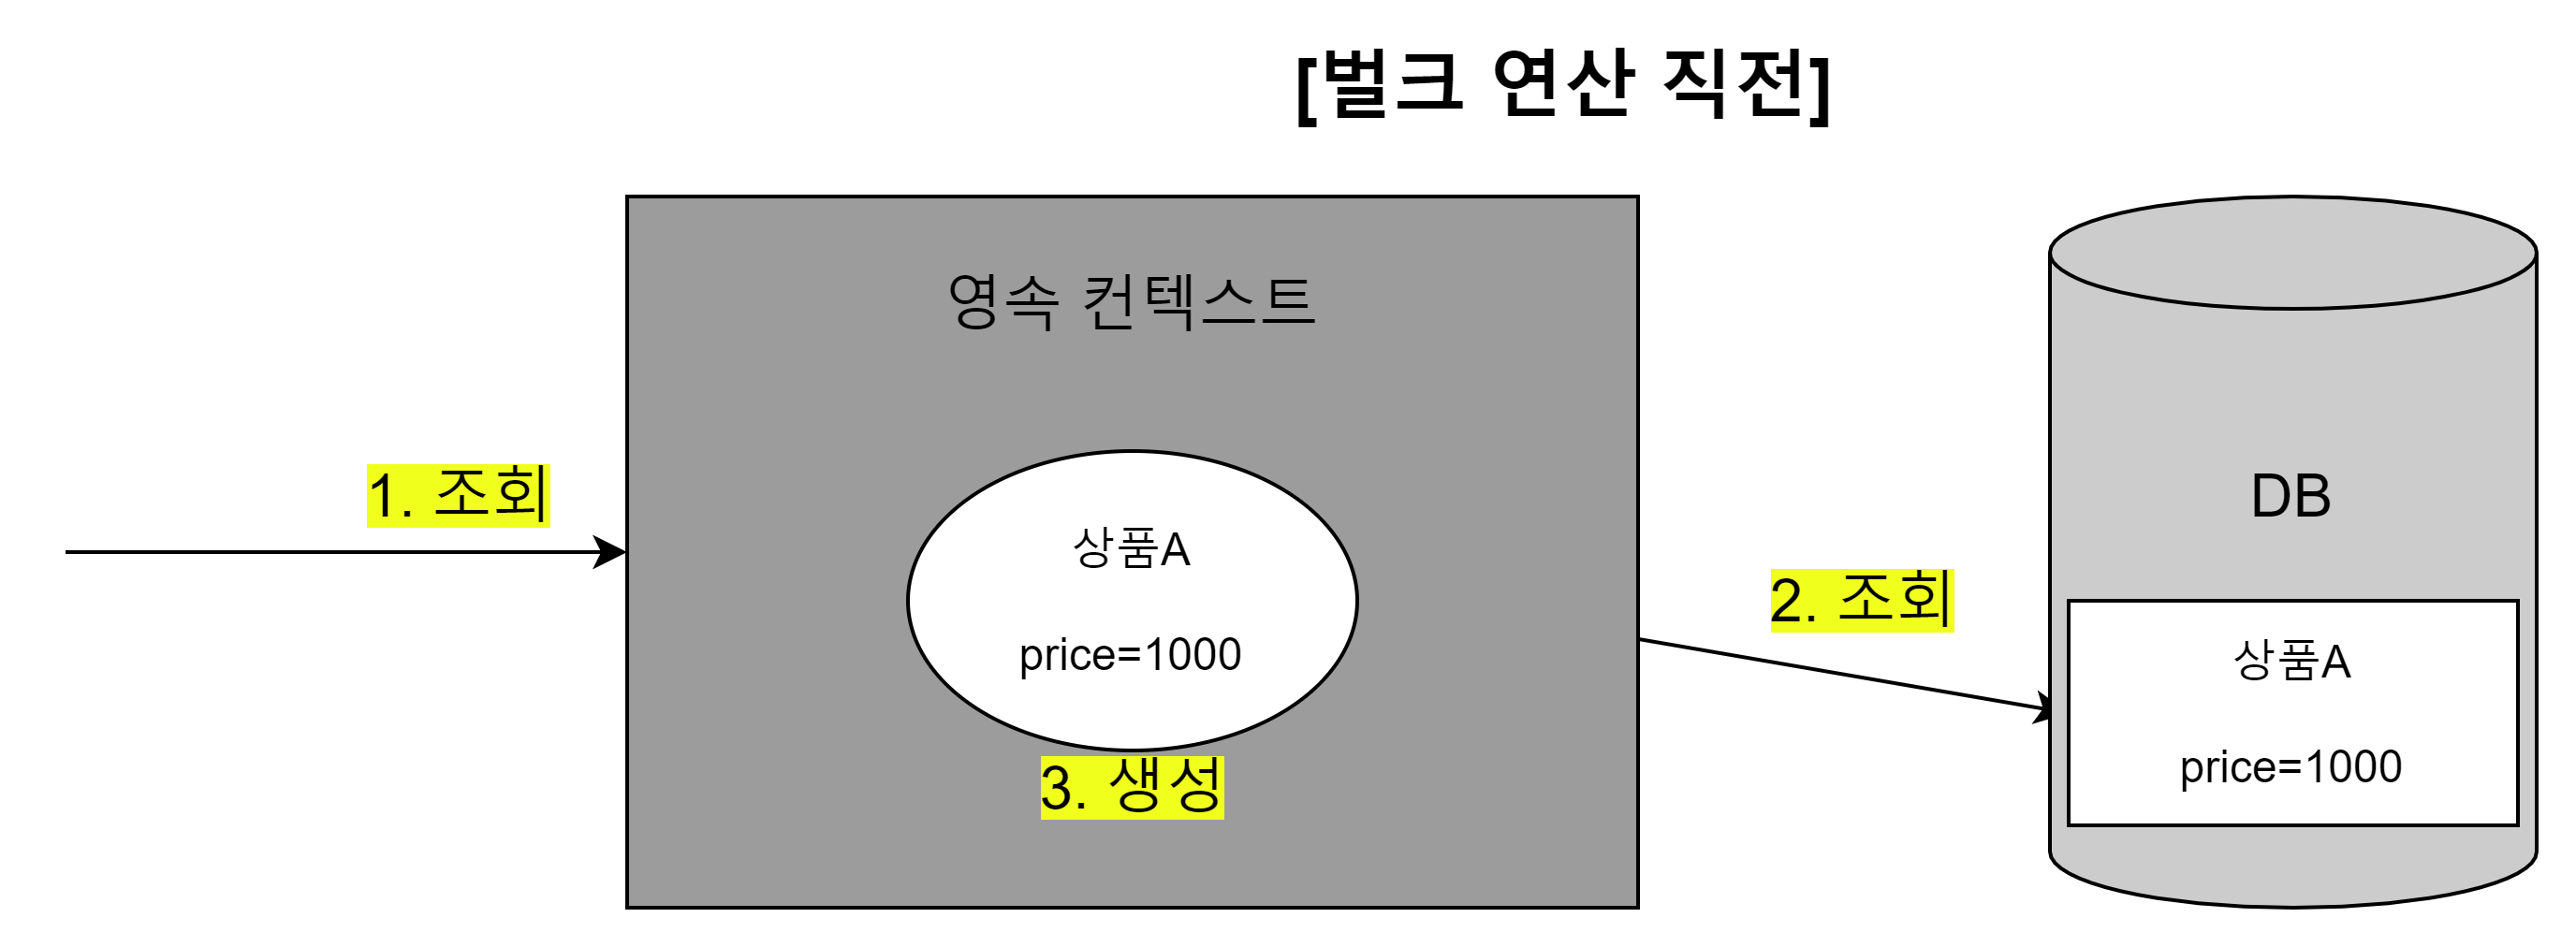 [벌크 연산 직전]
영속 컨텍스트
1. 조회
상품A
price=1000
3. 생성
2. 조회
DB
상품A
price=1000